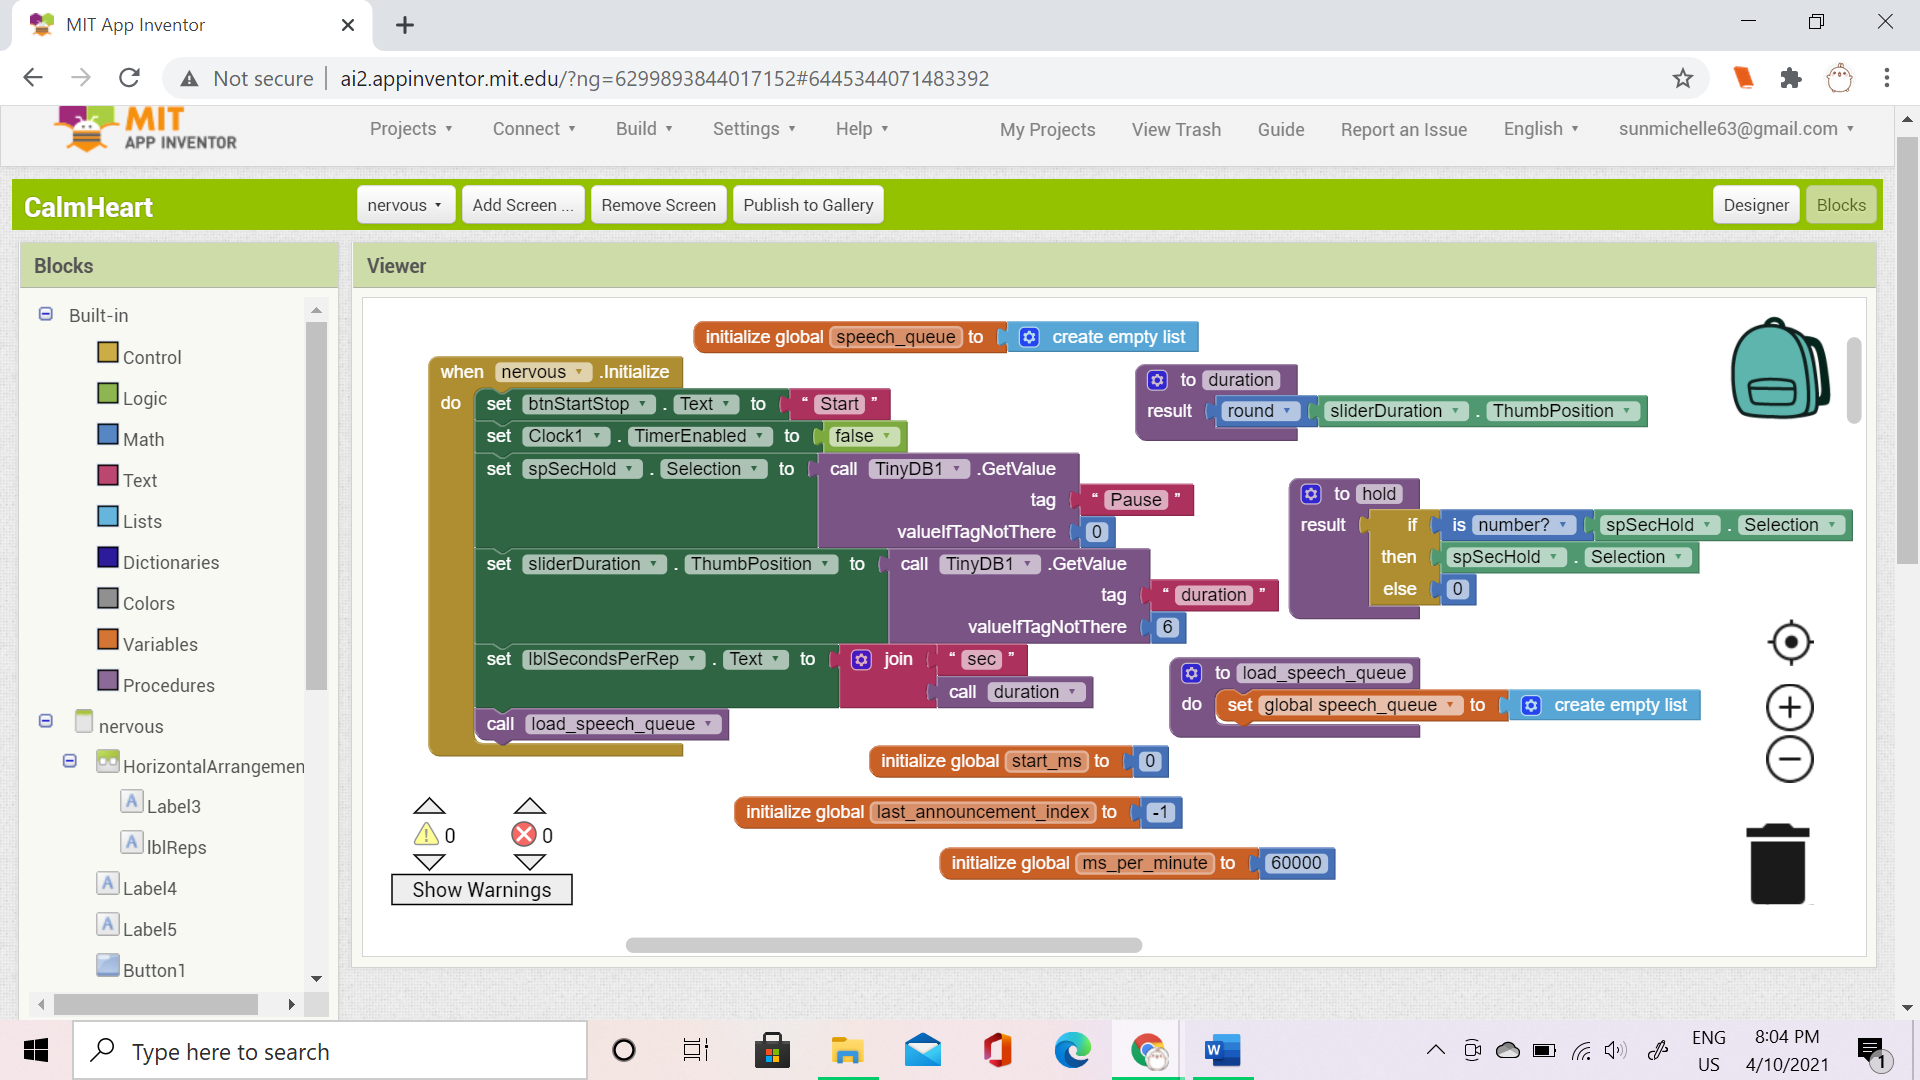 MIT App Inventor
Not secure | ai2.appinventor.mit.edu/?ng=6299893844017152#6445344071483392
MIT
APP INVENTOR
Projects Connect Build Settings Help My Projects View Trash Guide Report an Issue English sunmichelle63@gmail.com
CalmHeart nervous Add Screen ... Remove Screen Publish to Gallery Designer Blocks
Blocks
Viewer
Built-in
Control
Logic
Math
Text
Lists
Dictionaries
Colors
Variables
Procedures
nervous
HorizontalArrangemen
Label3
lblReps
Label4
Label5
Button1
initialize global speech_queue to create empty list
when nervous .Initialize
do set btnStartStop . Text to “ Start ”
set Clock1 . TimerEnabled to false
set spSecHold . Selection to call TinyDB1 .GetValue
tag “ Pause ”
valueIfTagNotThere 0
set sliderDuration . ThumbPosition to call TinyDB1 .GetValue
tag “ duration ”
valueIfTagNotThere 6
set lblSecondsPerRep . Text to join “ sec ”
call duration
call load_speech_queue
to duration
result round sliderDuration . ThumbPosition
to hold
result if is number? spSecHold . Selection
then spSecHold . Selection
else 0
to load_speech_queue
do set global speech_queue to create empty list
initialize global start_ms to 0
initialize global last_announcement_index to -1
initialize global ms_per_minute to 60000
0 0
Show Warnings
Type here to search
W
ENG
US
8:04 PM
4/10/2021
1